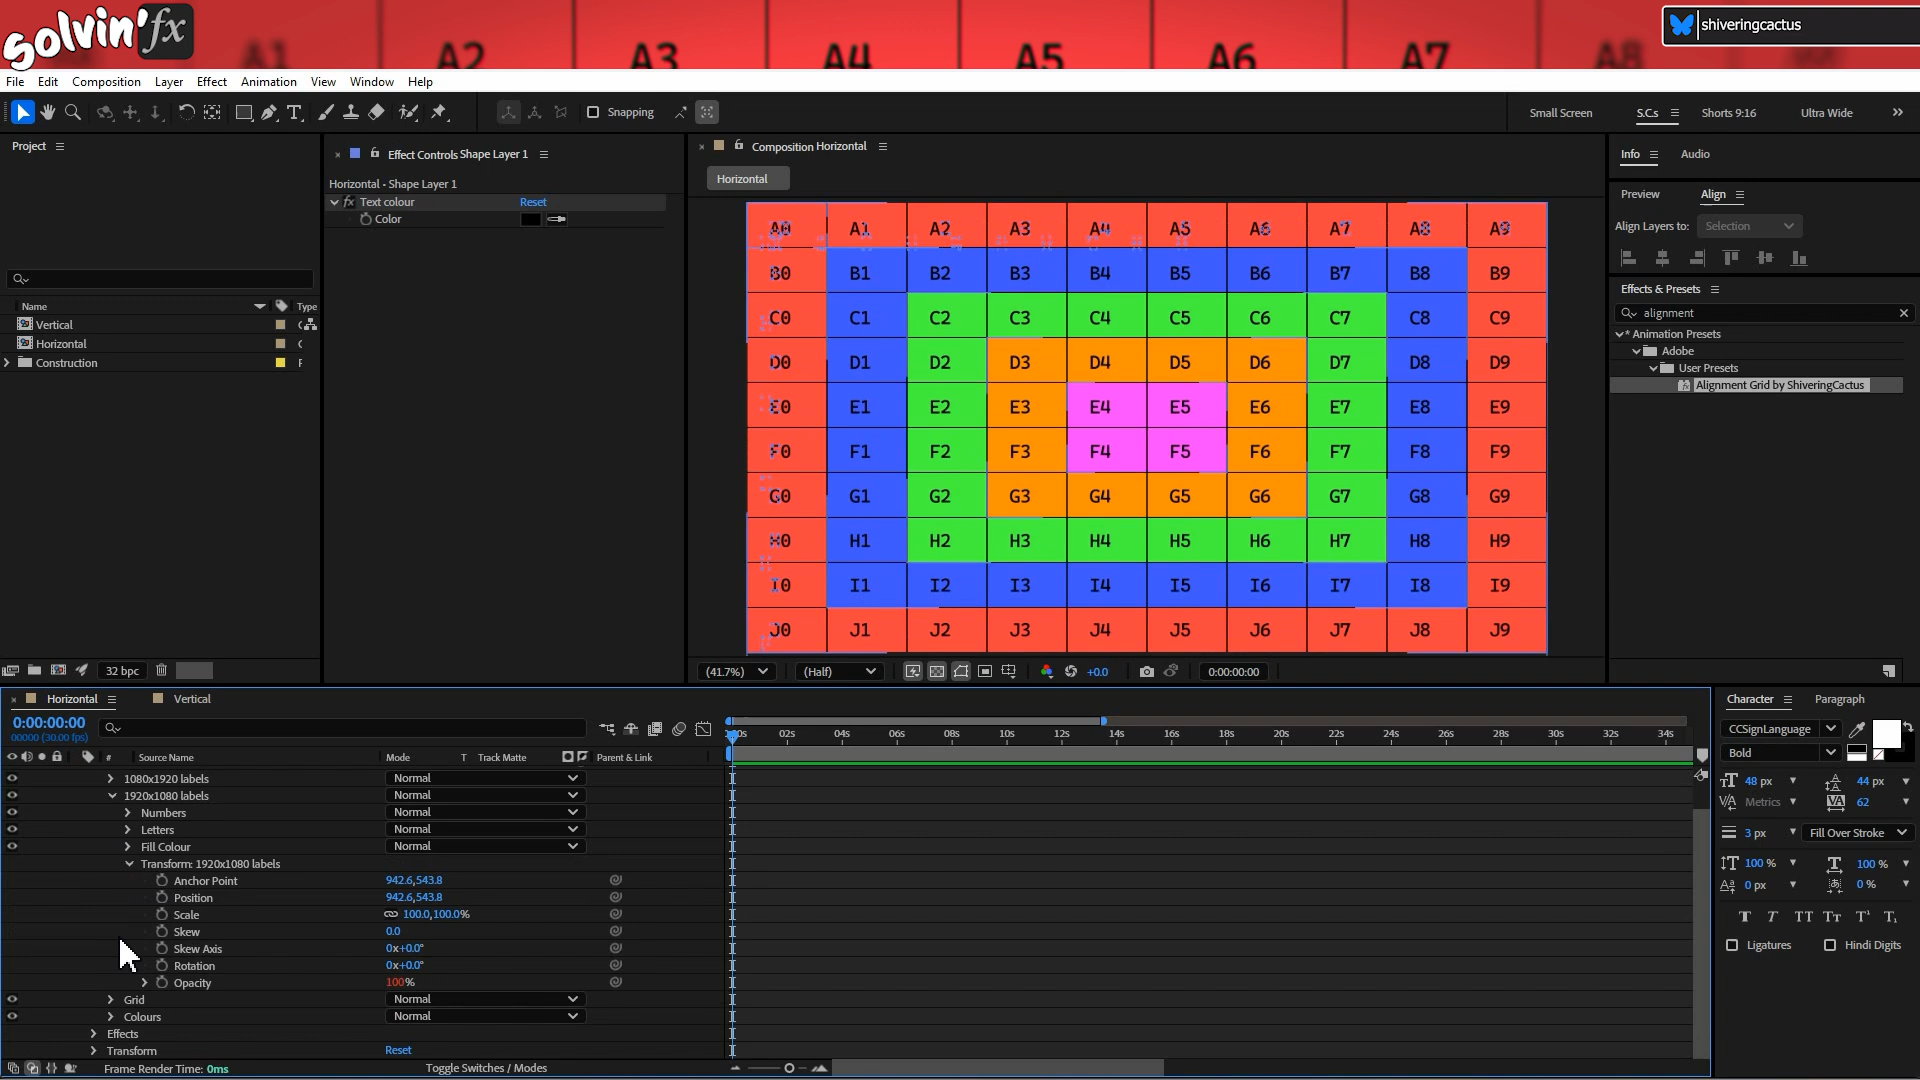 solvin'fx
A1 A2 A3 A4 A5 A6 A7 A8
shiveringcactus
File Edit Composition Layer Effect Animation View Window Help
Snapping
Small Screen S.Cs Shorts 9:16 Ultra Wide
Project
Name Type
Vertical
Horizontal
Construction
32 bpc
Effect Controls Shape Layer 1
Horizontal • Shape Layer 1
fx Text colour Reset
Color
Composition Horizontal
Horizontal
A0 A1 A2 A3 A4 A5 A6 A7 A8 A9
B0 B1 B2 B3 B4 B5 B6 B7 B8 B9
C0 C1 C2 C3 C4 C5 C6 C7 C8 C9
D0 D1 D2 D3 D4 D5 D6 D7 D8 D9
E0 E1 E2 E3 E4 E5 E6 E7 E8 E9
F0 F1 F2 F3 F4 F5 F6 F7 F8 F9
G0 G1 G2 G3 G4 G5 G6 G7 G8 G9
H0 H1 H2 H3 H4 H5 H6 H7 H8 H9
I0 I1 I2 I3 I4 I5 I6 I7 I8 I9
J0 J1 J2 J3 J4 J5 J6 J7 J8 J9
(41.7%) (Half) +0.0 0:00:00:00
Info Audio
Preview Align
Align Layers to: Selection
Effects & Presets
alignment
* Animation Presets
Adobe
User Presets
Alignment Grid by ShiveringCactus
Horizontal Vertical
0:00:00:00
00000 (30.00 fps)
02s 04s 06s 08s 10s 12s 14s 16s 18s 20s 22s 24s 26s 28s 30s 32s 34s
# Source Name Mode T Track Matte Parent & Link
1080x1920 labels Normal
1920x1080 labels Normal
Numbers Normal
Letters Normal
Fill Colour Normal
Transform: 1920x1080 labels
Anchor Point 942.6,543.8
Position 942.6,543.8
Scale 100.0,100.0%
Skew 0.0
Skew Axis 0x+0.0°
Rotation 0x+0.0°
Opacity 100%
Grid Normal
Colours Normal
Effects
Transform Reset
Frame Render Time: 0ms Toggle Switches / Modes
Character Paragraph
CCSignLanguage
Bold
48 px 44 px
Metrics 62
3 px Fill Over Stroke
100 % 100 %
0 px 0 %
T T TT Tt T¹ T₁
Ligatures Hindi Digits